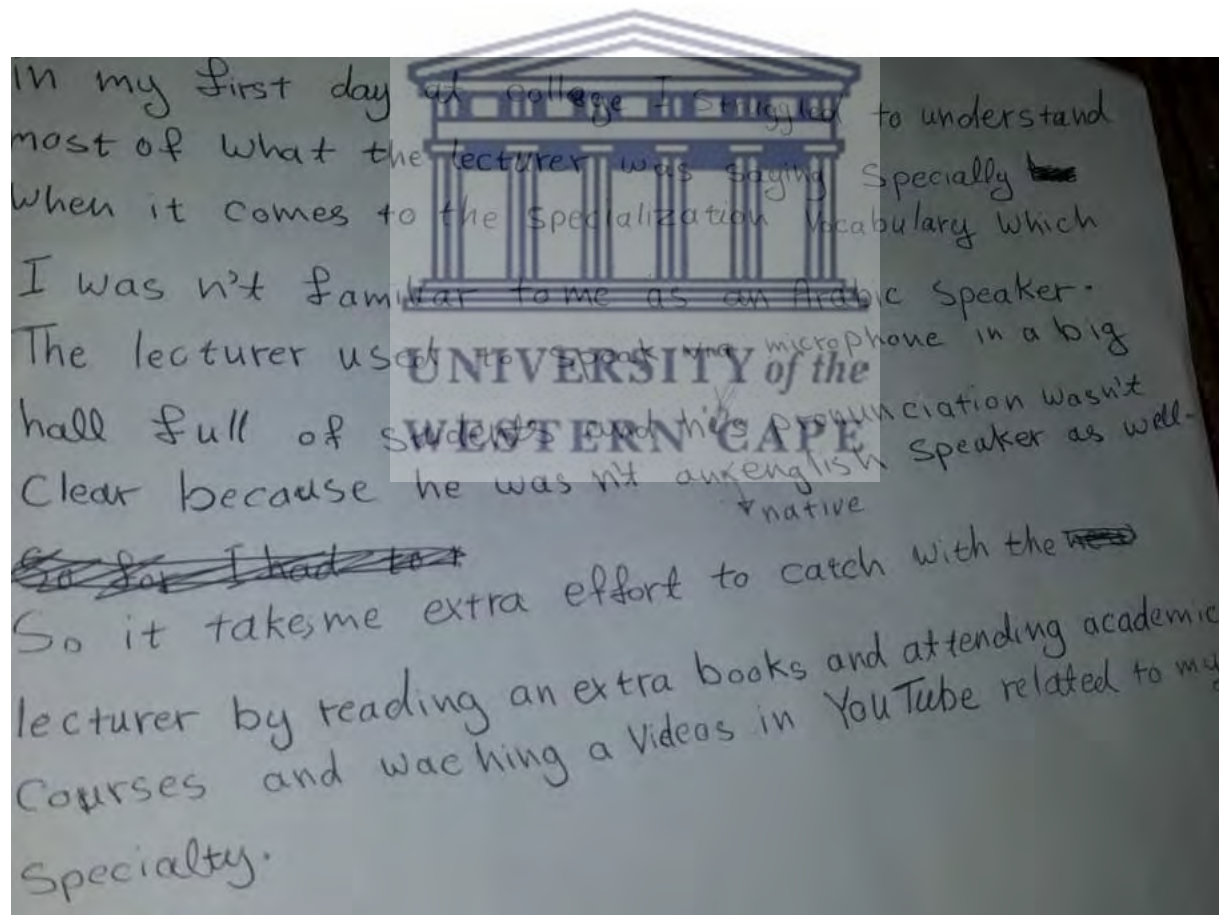 in my first day at college I struggled to understand
most of what the lecturer was saying specially
when it comes to the specialization vocabulary which
I was n't familiar to me as an Arabic speaker.
The lecturer used to speak via microphone in a big
hall full of students and his pronunciation wasn't
Clear because he was n't an english speaker as well.
native
So for I had to
So it takes me extra effort to catch with the
lecturer by reading an extra books and attending academic
Courses and waching a Videos in YouTube related to my
Specialty.
UNIVERSITY of the
WESTERN CAPE